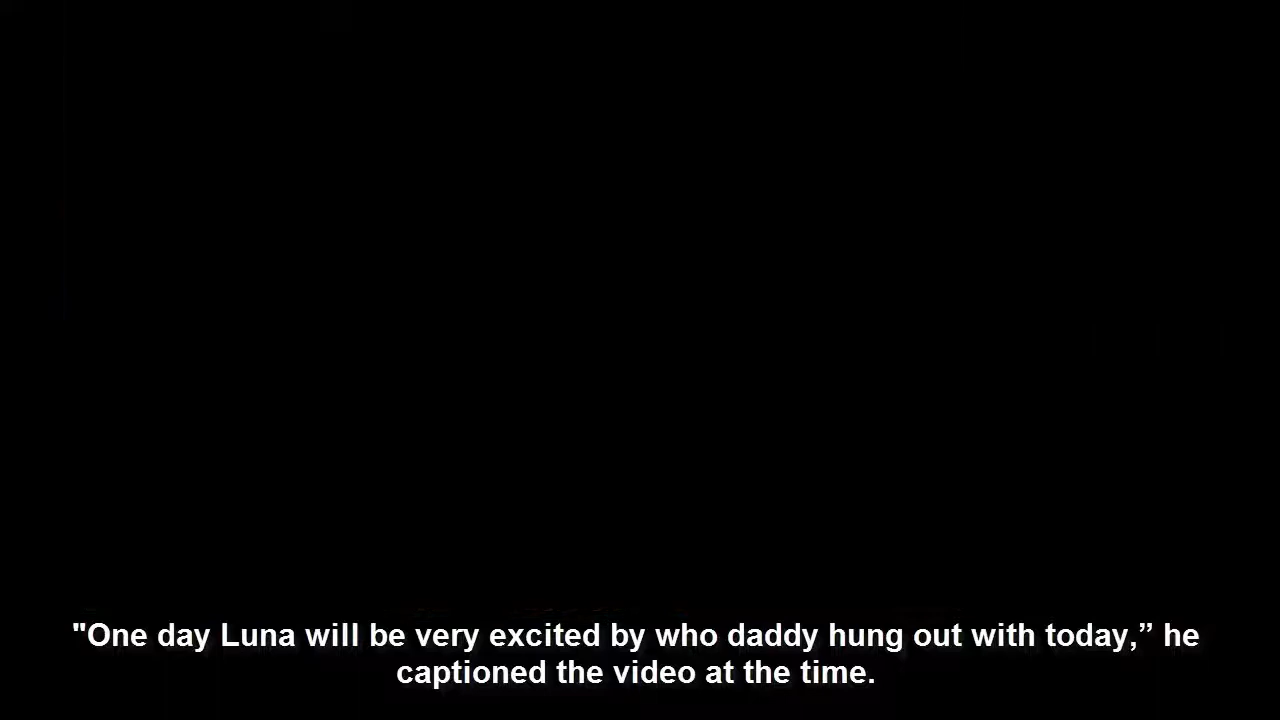 "One day Luna will be very excited by who daddy hung out with today,” he
captioned the video at the time.